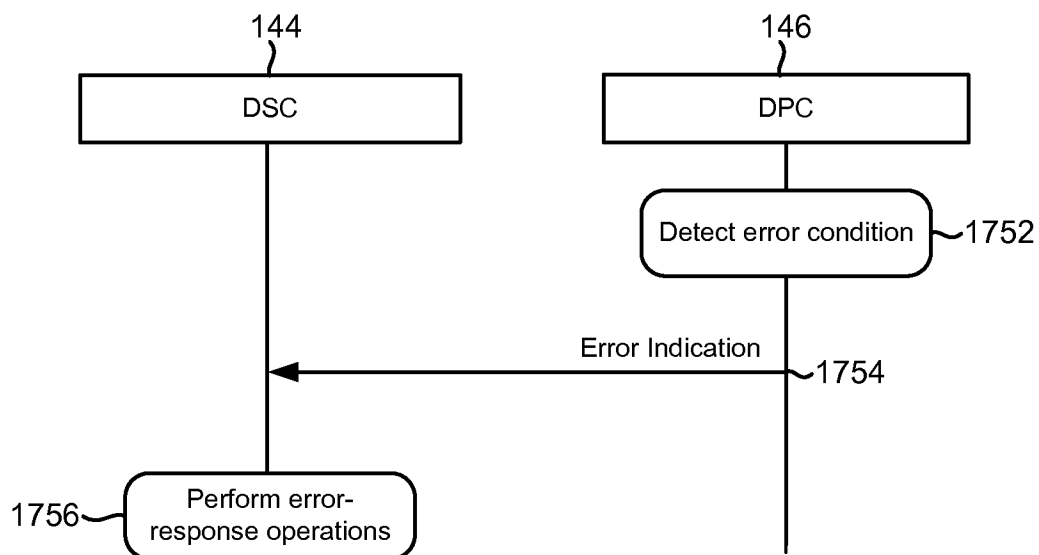 144
146
DSC
DPC
Detect error condition
1752
Error Indication
1754
1756
Perform error-
response operations